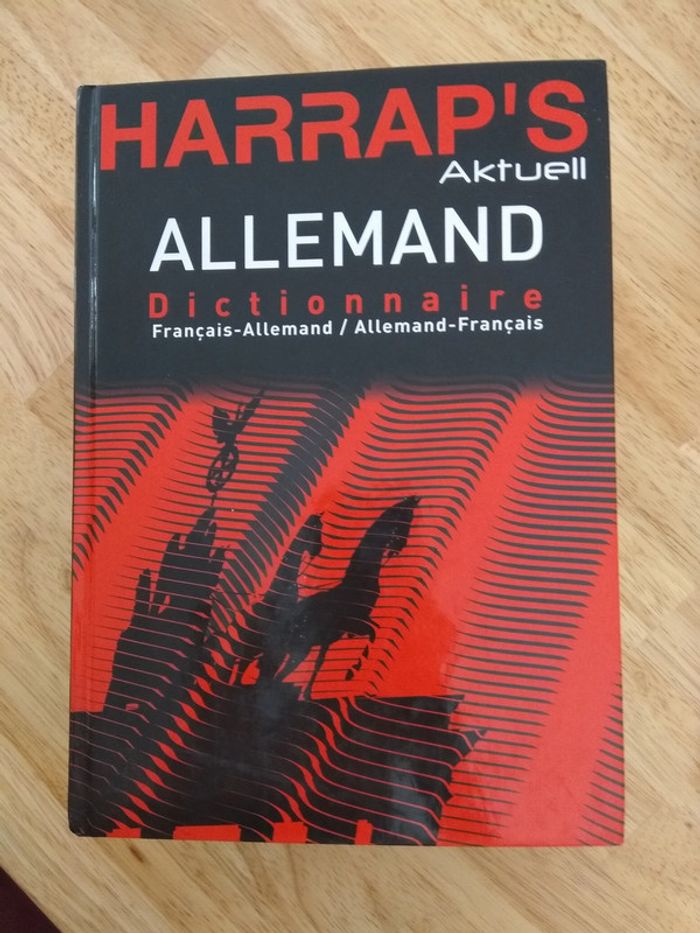 HARRAP'S
Aktuell
ALLEMAND
Dictionnaire
Français-Allemand / Allemand-Français